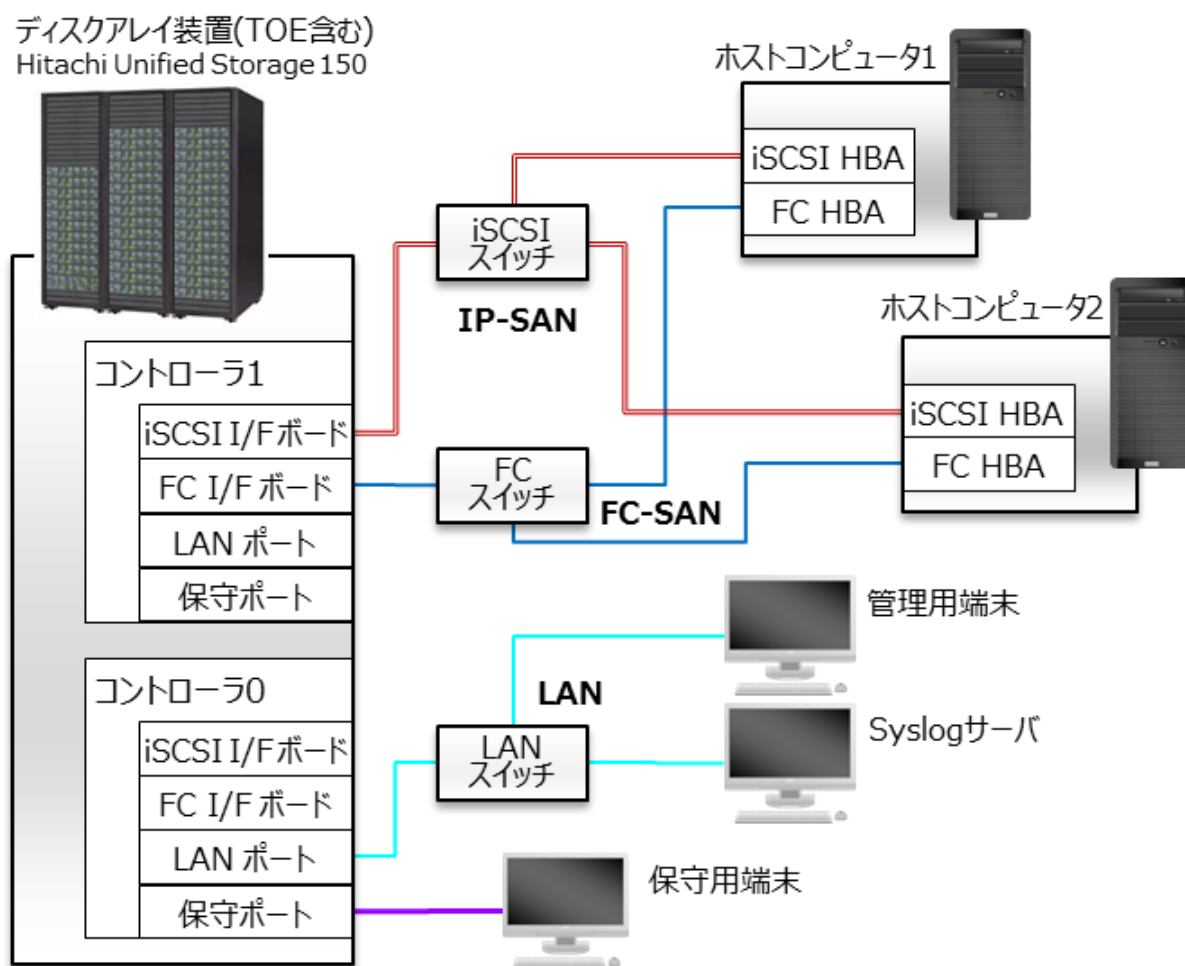 ディスクアレイ装置(TOE含む)
Hitachi Unified Storage 150
ホストコンピュータ1
iSCSI HBA
FC HBA
iSCSI
スイッチ
IP-SAN
ホストコンピュータ2
iSCSI HBA
FC HBA
コントローラ1
iSCSI I/Fボード
FC I/F ボード
LAN ポート
保守ポート
FC
スイッチ
FC-SAN
管理用端末
コントローラ0
iSCSI I/Fボード
FC I/F ボード
LAN ポート
保守ポート
LAN
LAN
スイッチ
Syslogサーバ
保守用端末